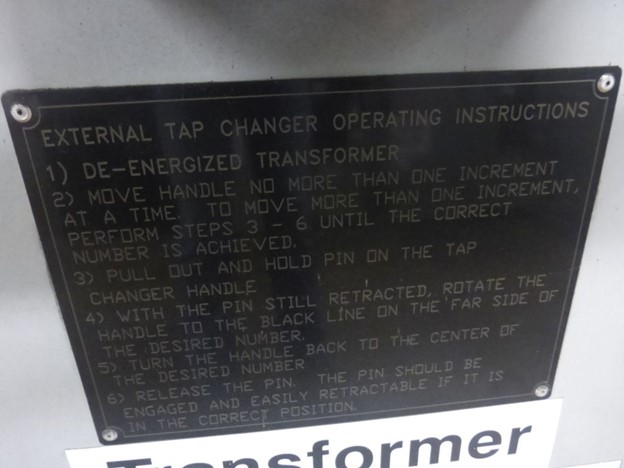 EXTERNAL TAP CHANGER OPERATING INSTRUCTIONS
1) DE-ENERGIZED TRANSFORMER
2) MOVE HANDLE NO MORE THAN ONE INCREMENT
AT A TIME. TO MOVE MORE THAN ONE INCREMENT,
PERFORM STEPS 3 - 6 UNTIL THE CORRECT
NUMBER IS ACHIEVED.
3) PULL OUT AND HOLD PIN ON THE TAP
CHANGER HANDLE
4) WITH THE PIN STILL RETRACTED, ROTATE THE
HANDLE TO THE BLACK LINE ON THE FAR SIDE OF
THE DESIRED NUMBER.
5) TURN THE HANDLE BACK TO THE CENTER OF
THE DESIRED NUMBER
6) RELEASE THE PIN. THE PIN SHOULD BE
ENGAGED AND EASILY RETRACTABLE IF IT IS
IN THE CORRECT POSITION.
Transformer